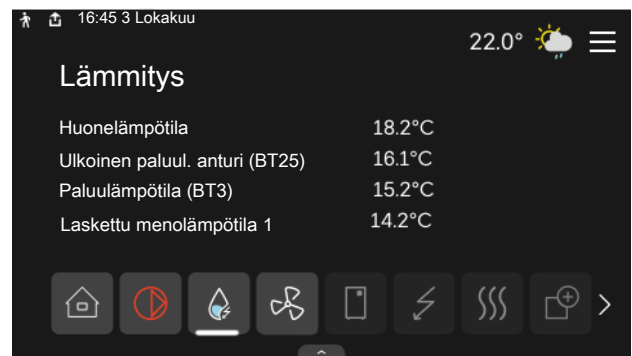 16:45 3 Lokakuu
22.0°
Lämmitys
Huonelämpötila 18.2°C
Ulkoinen paluul. anturi (BT25) 16.1°C
Paluulämpötila (BT3) 15.2°C
Laskettu menolämpötila 1 14.2°C